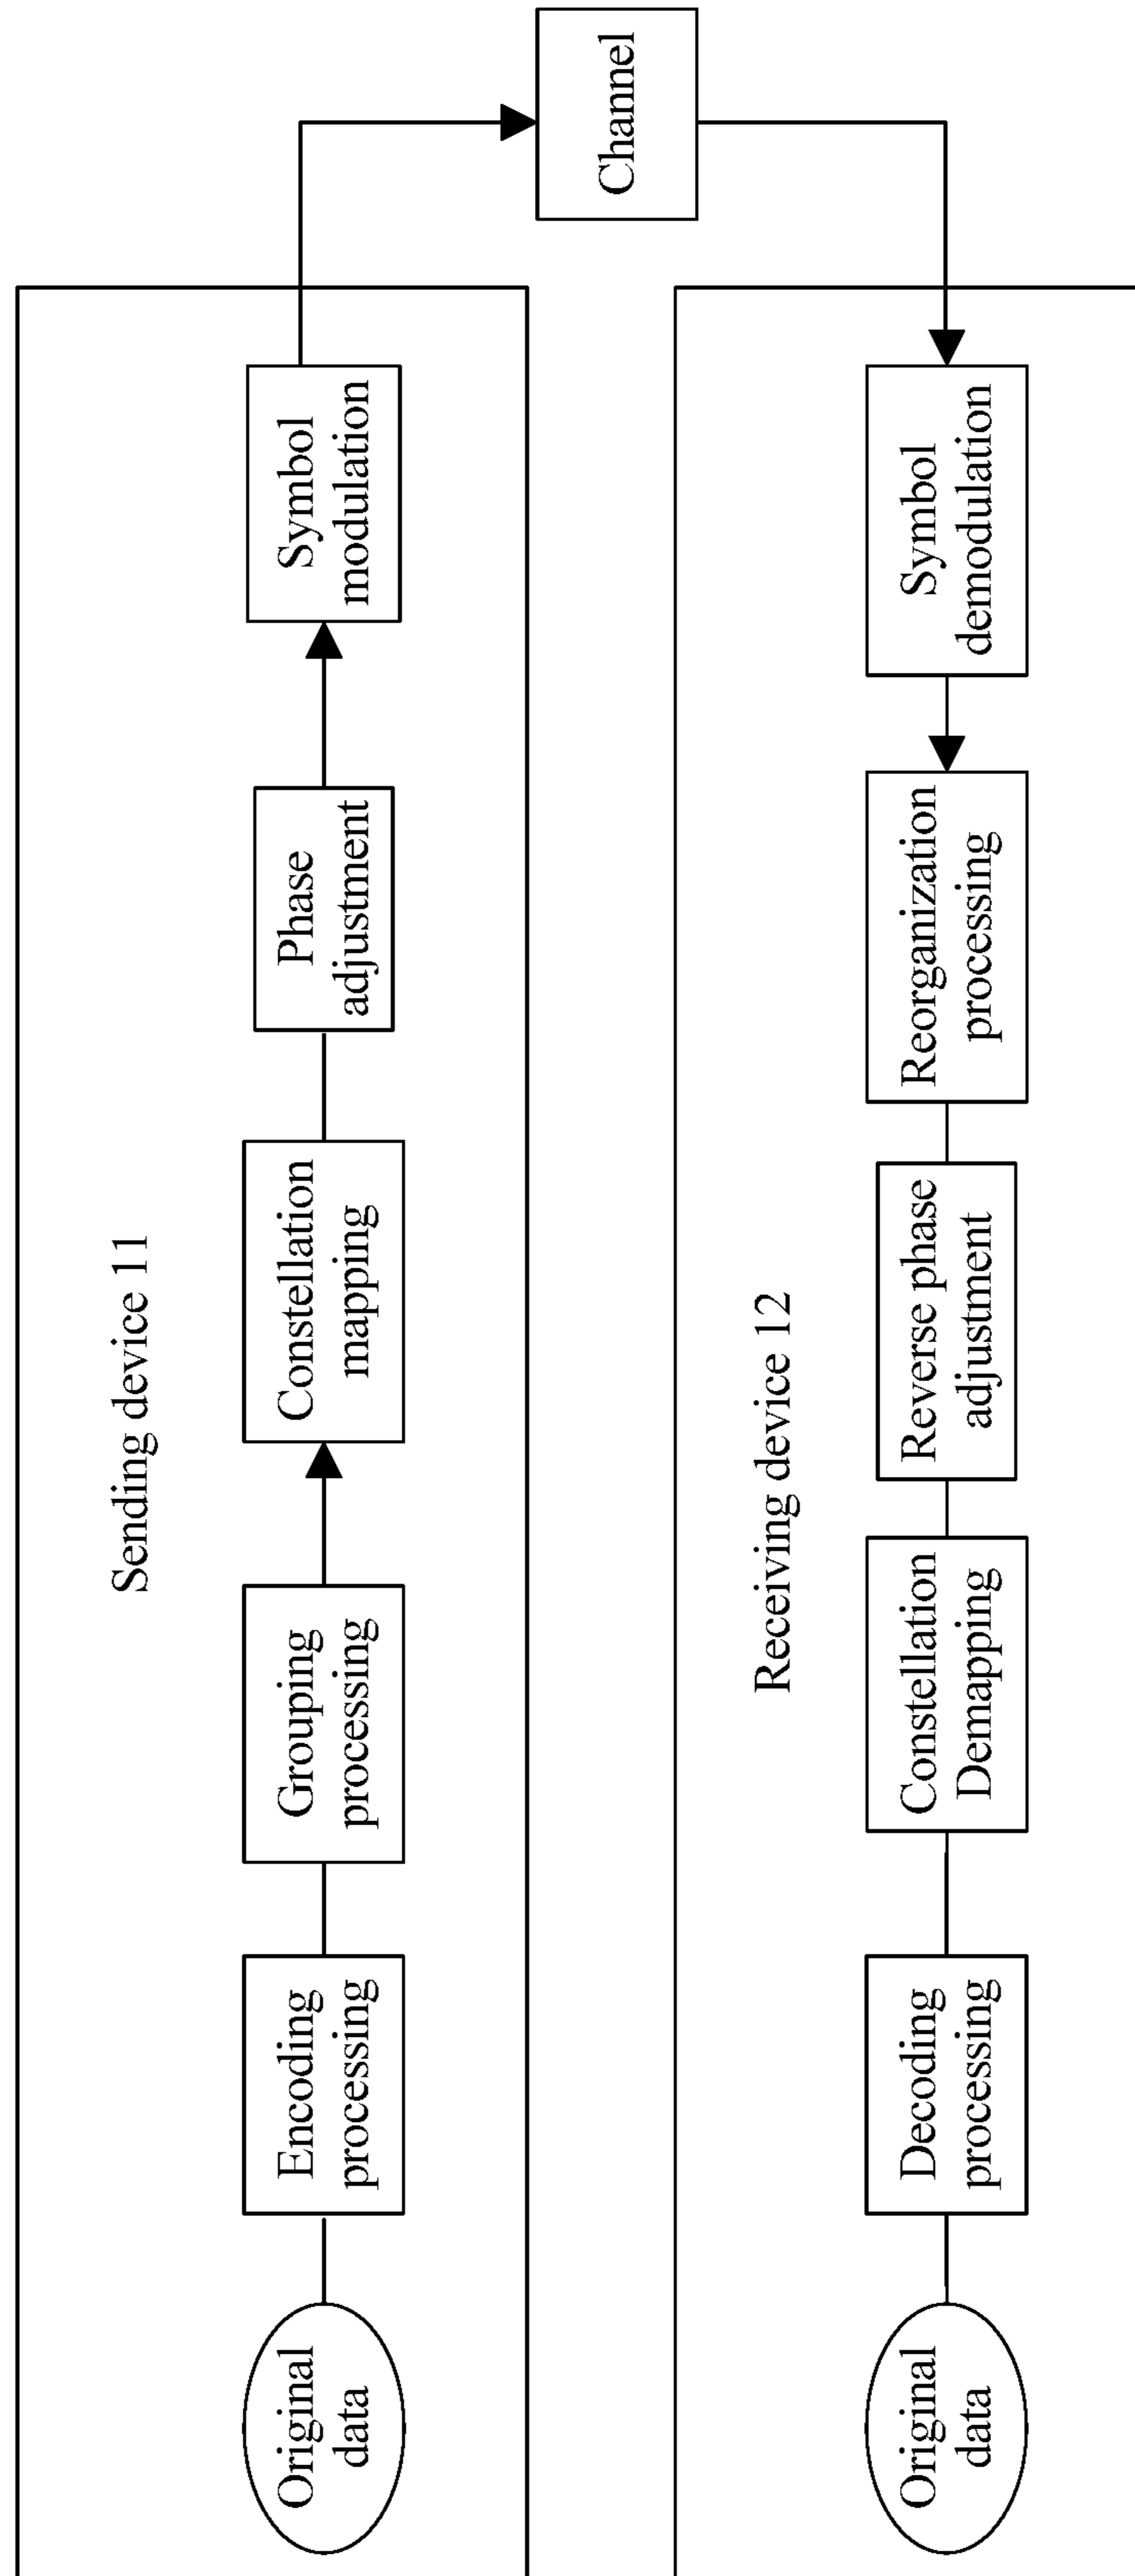 Sending device 11
Original
data
Encoding
processing
Grouping
processing
Constellation
mapping
Phase
adjustment
Symbol
modulation
Channel
Receiving device 12
Original
data
Decoding
processing
Constellation
Demapping
Reverse phase
adjustment
Reorganization
processing
Symbol
demodulation